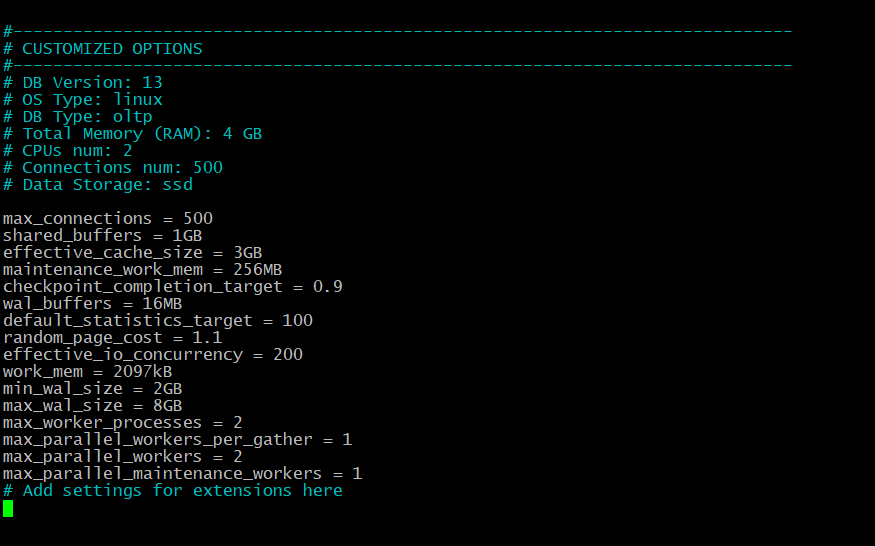 #------------------------------------------------------------------------------
# CUSTOMIZED OPTIONS
#------------------------------------------------------------------------------
# DB Version: 13
# OS Type: linux
# DB Type: oltp
# Total Memory (RAM): 4 GB
# CPUs num: 2
# Connections num: 500
# Data Storage: ssd

max_connections = 500
shared_buffers = 1GB
effective_cache_size = 3GB
maintenance_work_mem = 256MB
checkpoint_completion_target = 0.9
wal_buffers = 16MB
default_statistics_target = 100
random_page_cost = 1.1
effective_io_concurrency = 200
work_mem = 2097kB
min_wal_size = 2GB
max_wal_size = 8GB
max_worker_processes = 2
max_parallel_workers_per_gather = 1
max_parallel_workers = 2
max_parallel_maintenance_workers = 1
# Add settings for extensions here